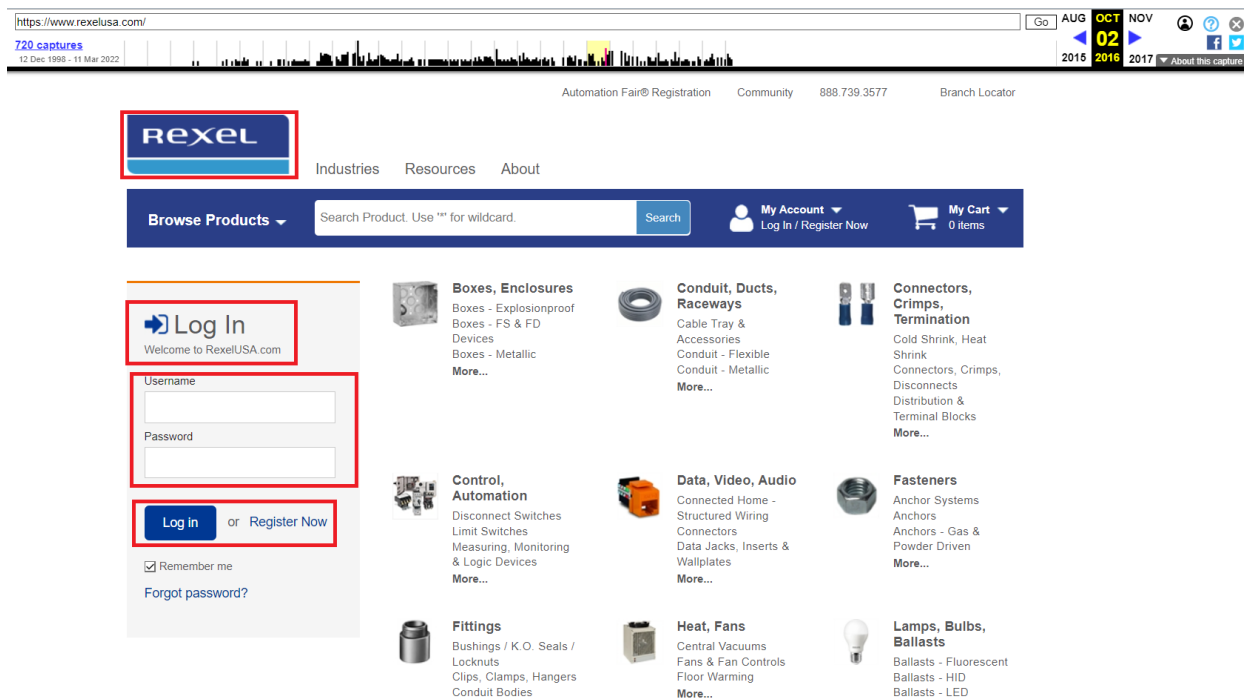 https://www.rexelusa.com/
Go
AUG OCT NOV
02
2015 2016 2017
720 captures
12 Dec 1998 - 11 Mar 2022
About this capture
Automation Fair® Registration
Community
888.739.3577
Branch Locator
REXEL
Industries
Resources
About
Browse Products
Search Product. Use '*' for wildcard.
Search
My Account
Log In / Register Now
My Cart
0 items
Log In
Welcome to RexelUSA.com
Username
Password
Log in
or
Register Now
Remember me
Forgot password?
Boxes, Enclosures
Boxes - Explosionproof
Boxes - FS & FD
Devices
Boxes - Metallic
More...
Conduit, Ducts,
Raceways
Cable Tray &
Accessories
Conduit - Flexible
Conduit - Metallic
More...
Connectors,
Crimps,
Termination
Cold Shrink, Heat
Shrink
Connectors, Crimps,
Disconnects
Distribution &
Terminal Blocks
More...
Control,
Automation
Disconnect Switches
Limit Switches
Measuring, Monitoring
& Logic Devices
More...
Data, Video, Audio
Connected Home -
Structured Wiring
Connectors
Data Jacks, Inserts &
Wallplates
More...
Fasteners
Anchor Systems
Anchors
Anchors - Gas &
Powder Driven
More...
Fittings
Bushings / K.O. Seals /
Locknuts
Clips, Clamps, Hangers
Conduit Bodies
Heat, Fans
Central Vacuums
Fans & Fan Controls
Floor Warming
More...
Lamps, Bulbs,
Ballasts
Ballasts - Fluorescent
Ballasts - HID
Ballasts - LED